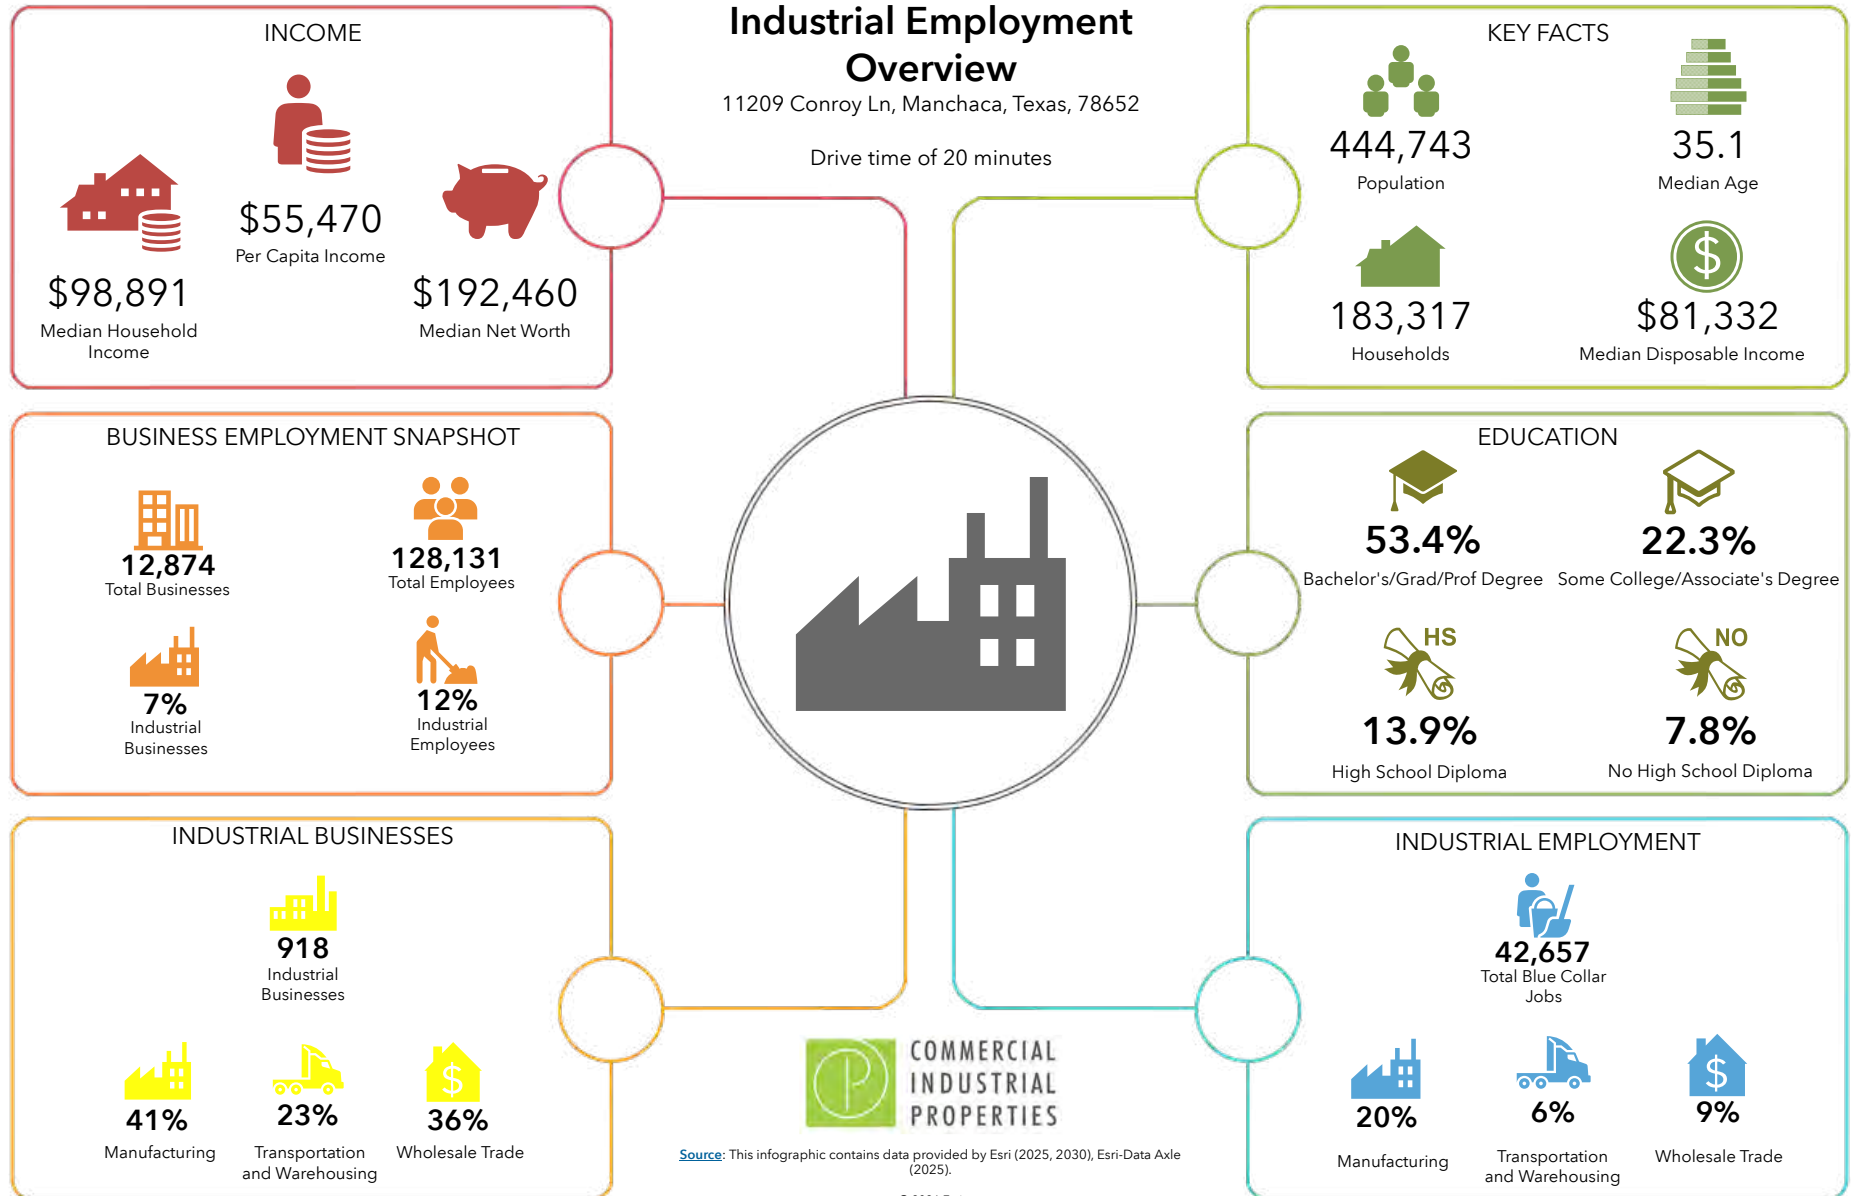 Industrial Employment
Overview
11209 Conroy Ln, Manchaca, Texas, 78652
Drive time of 20 minutes
INCOME
$55,470
Per Capita Income
$98,891
Median Household
Income
$192,460
Median Net Worth
KEY FACTS
444,743
Population
35.1
Median Age
183,317
Households
$
$81,332
Median Disposable Income
BUSINESS EMPLOYMENT SNAPSHOT
12,874
Total Businesses
128,131
Total Employees
7%
Industrial
Businesses
12%
Industrial
Employees
EDUCATION
53.4%
Bachelor's/Grad/Prof Degree
22.3%
Some College/Associate's Degree
HS
13.9%
High School Diploma
NO
7.8%
No High School Diploma
INDUSTRIAL BUSINESSES
918
Industrial
Businesses
41%
Manufacturing
23%
Transportation
and Warehousing
$
36%
Wholesale Trade
INDUSTRIAL EMPLOYMENT
42,657
Total Blue Collar
Jobs
20%
Manufacturing
6%
Transportation
and Warehousing
$
9%
Wholesale Trade
COMMERCIAL
INDUSTRIAL
PROPERTIES
Source: This infographic contains data provided by Esri (2025, 2030), Esri-Data Axle
(2025).